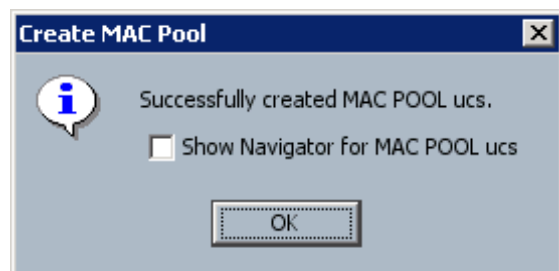 Create MAC Pool
Successfully created MAC POOL ucs.
Show Navigator for MAC POOL ucs
OK